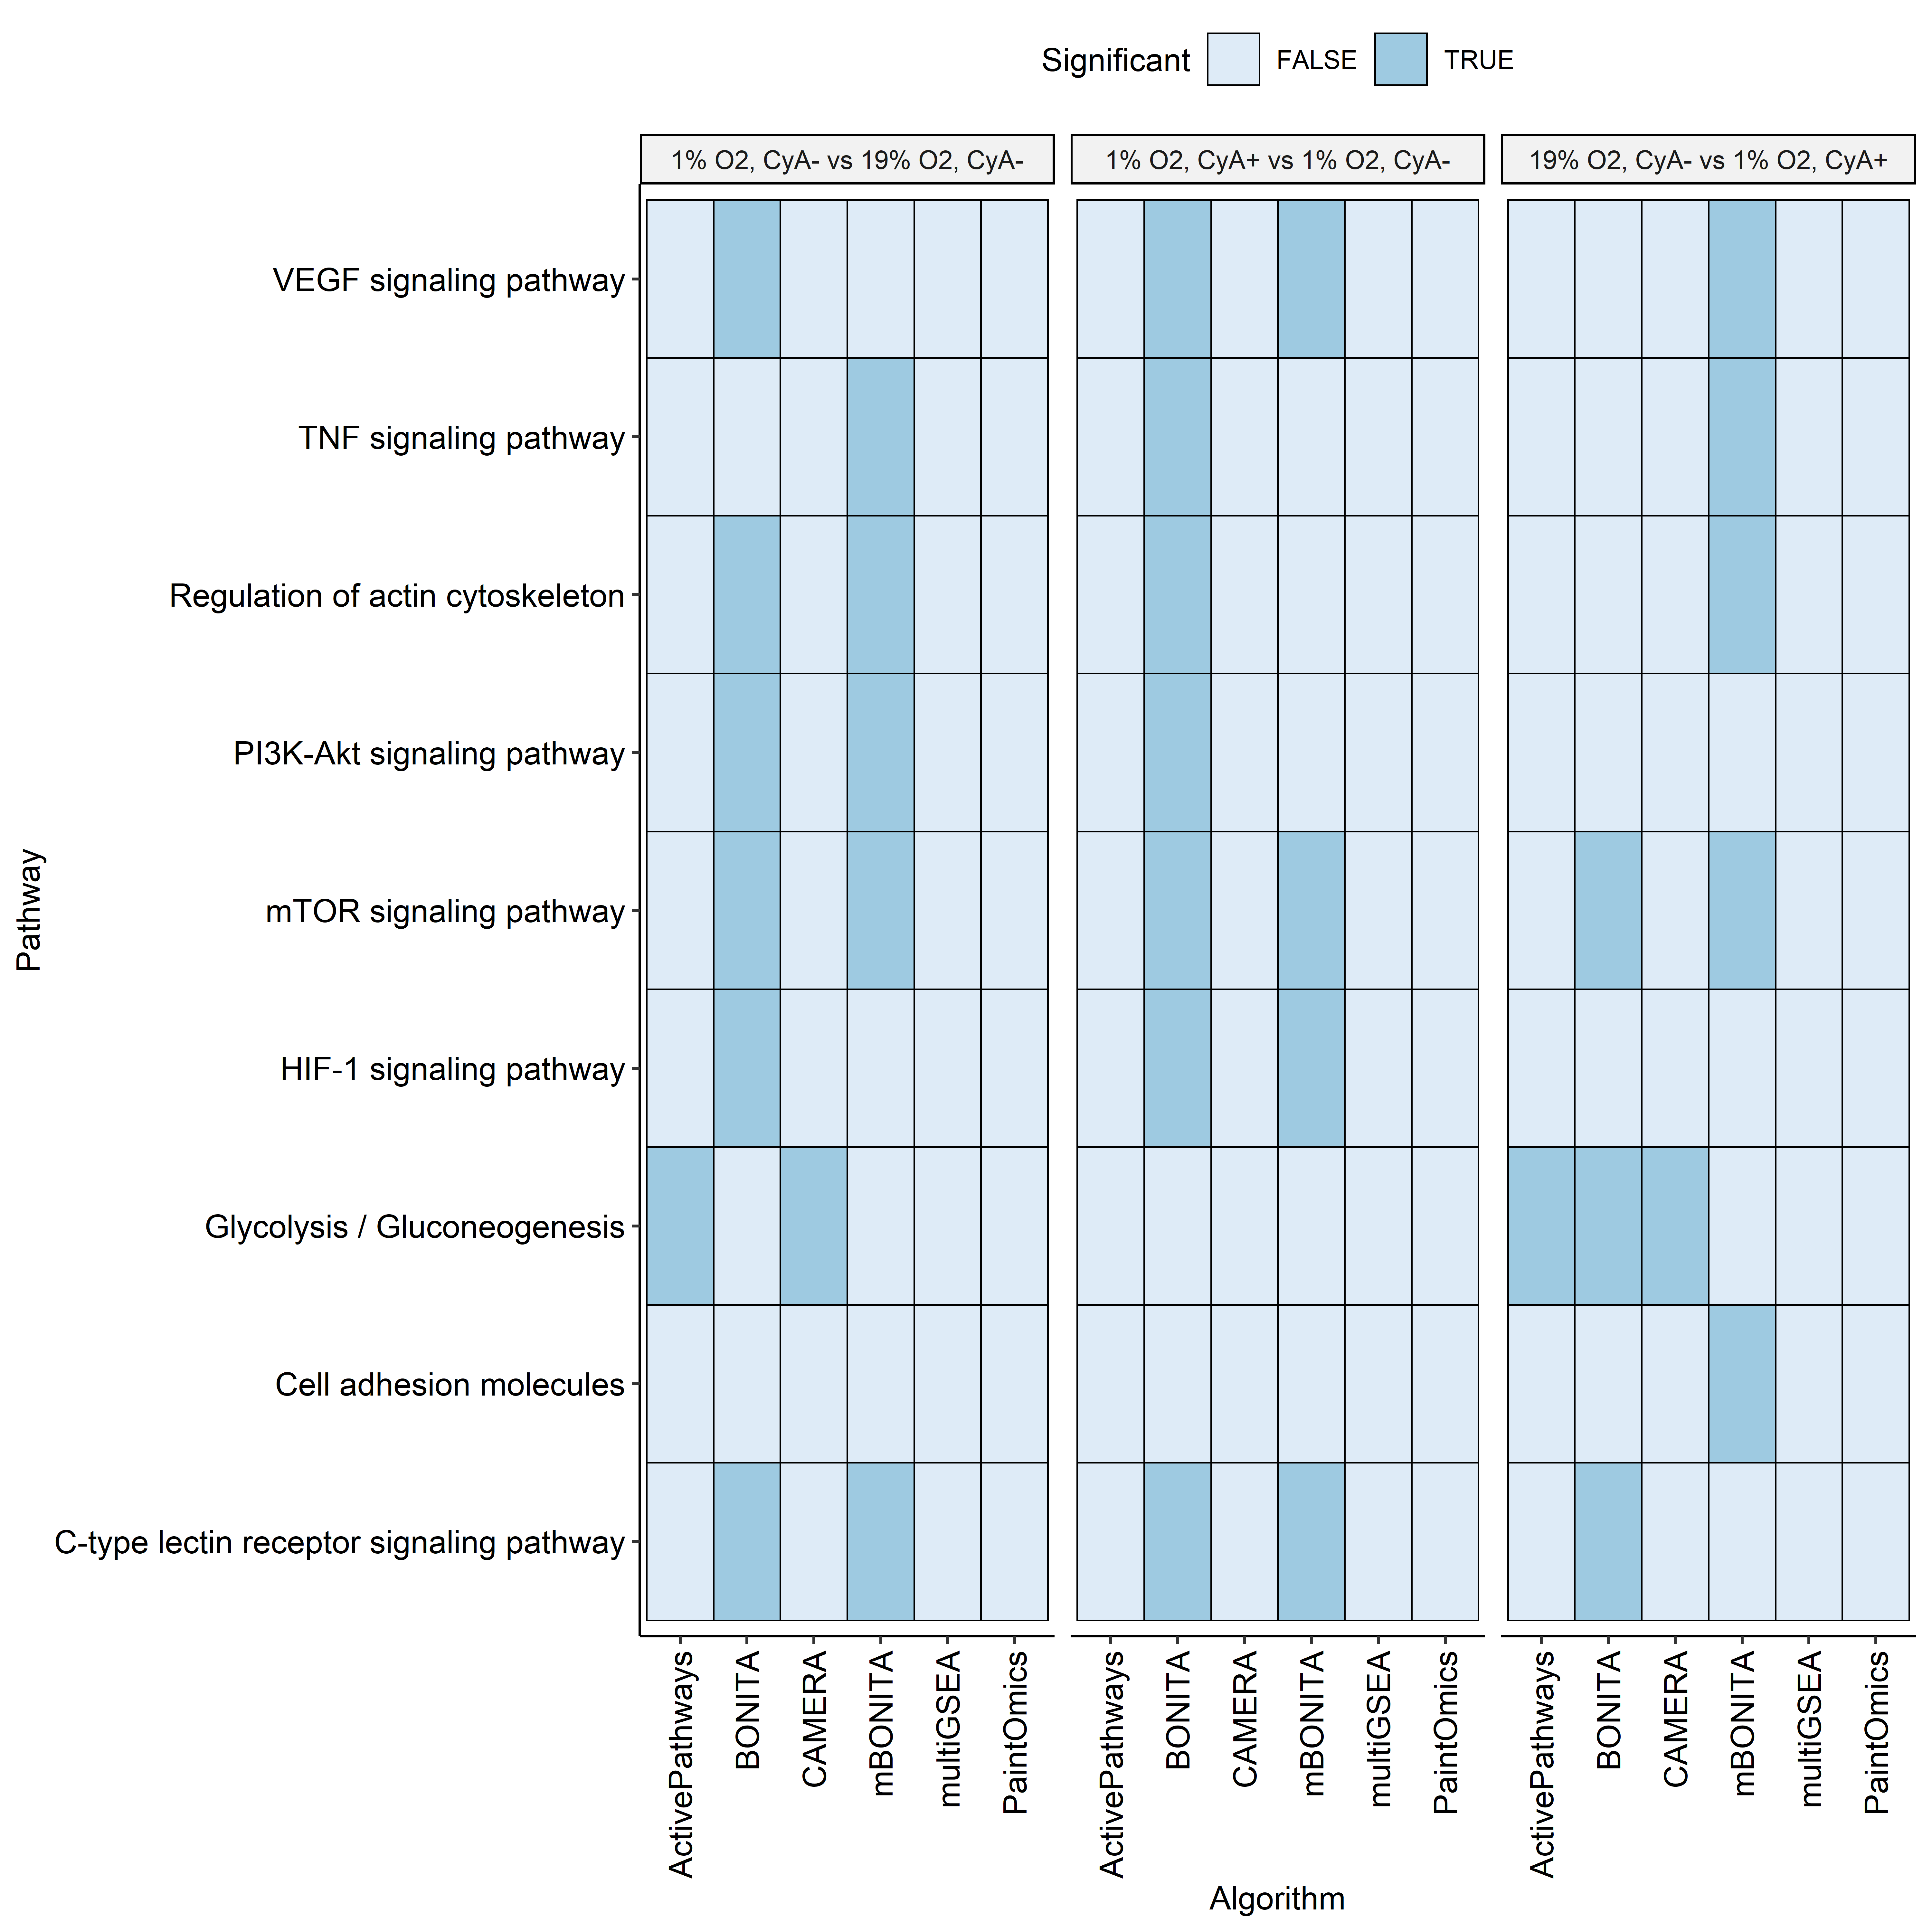 Significant FALSE TRUE
1% O2, CyA- vs 19% O2, CyA-
1% O2, CyA+ vs 1% O2, CyA-
19% O2, CyA- vs 1% O2, CyA+
Pathway
VEGF signaling pathway
TNF signaling pathway
Regulation of actin cytoskeleton
PI3K-Akt signaling pathway
mTOR signaling pathway
HIF-1 signaling pathway
Glycolysis / Gluconeogenesis
Cell adhesion molecules
C-type lectin receptor signaling pathway
ActivePathways
BONITA
CAMERA
mBONITA
multiGSEA
PaintOmics
ActivePathways
BONITA
CAMERA
mBONITA
multiGSEA
PaintOmics
ActivePathways
BONITA
CAMERA
mBONITA
multiGSEA
PaintOmics
Algorithm